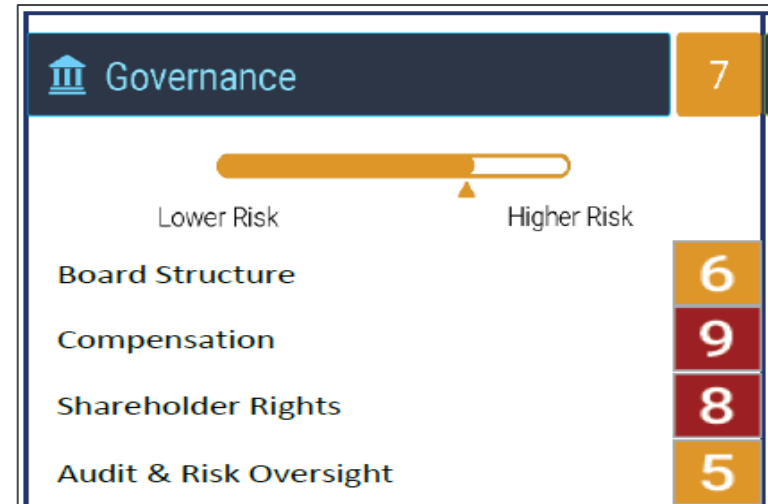 Governance 7
Lower Risk Higher Risk
Board Structure 6
Compensation 9
Shareholder Rights 8
Audit & Risk Oversight 5